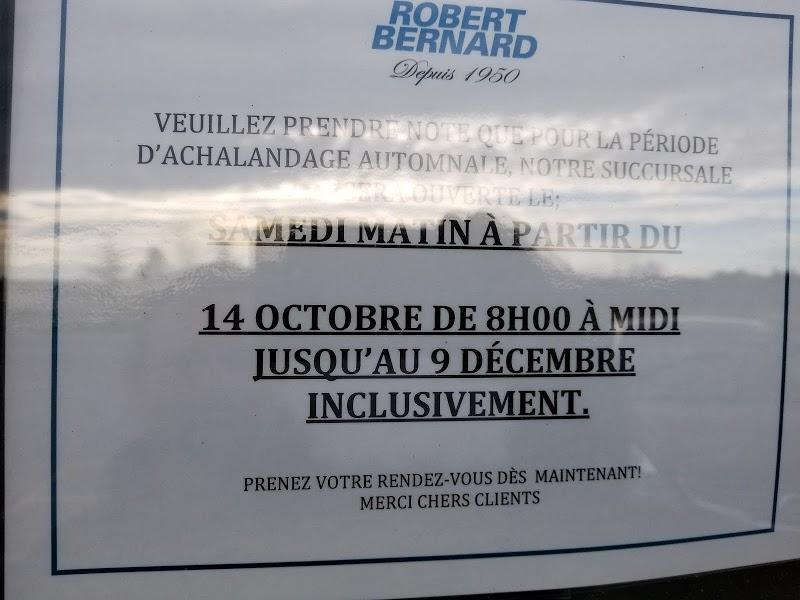 ROBERT
BERNARD
Depuis 1950
VEUILLEZ PRENDRE NOTE QUE POUR LA PÉRIODE
D'ACHALANDAGE AUTOMNALE, NOTRE SUCCURSALE
SERA OUVERTE LE;
SAMEDI MATIN À PARTIR DU
14 OCTOBRE DE 8H00 À MIDI
JUSQU'AU 9 DÉCEMBRE
INCLUSIVEMENT.
PRENEZ VOTRE RENDEZ-VOUS DÈS MAINTENANT!
MERCI CHERS CLIENTS